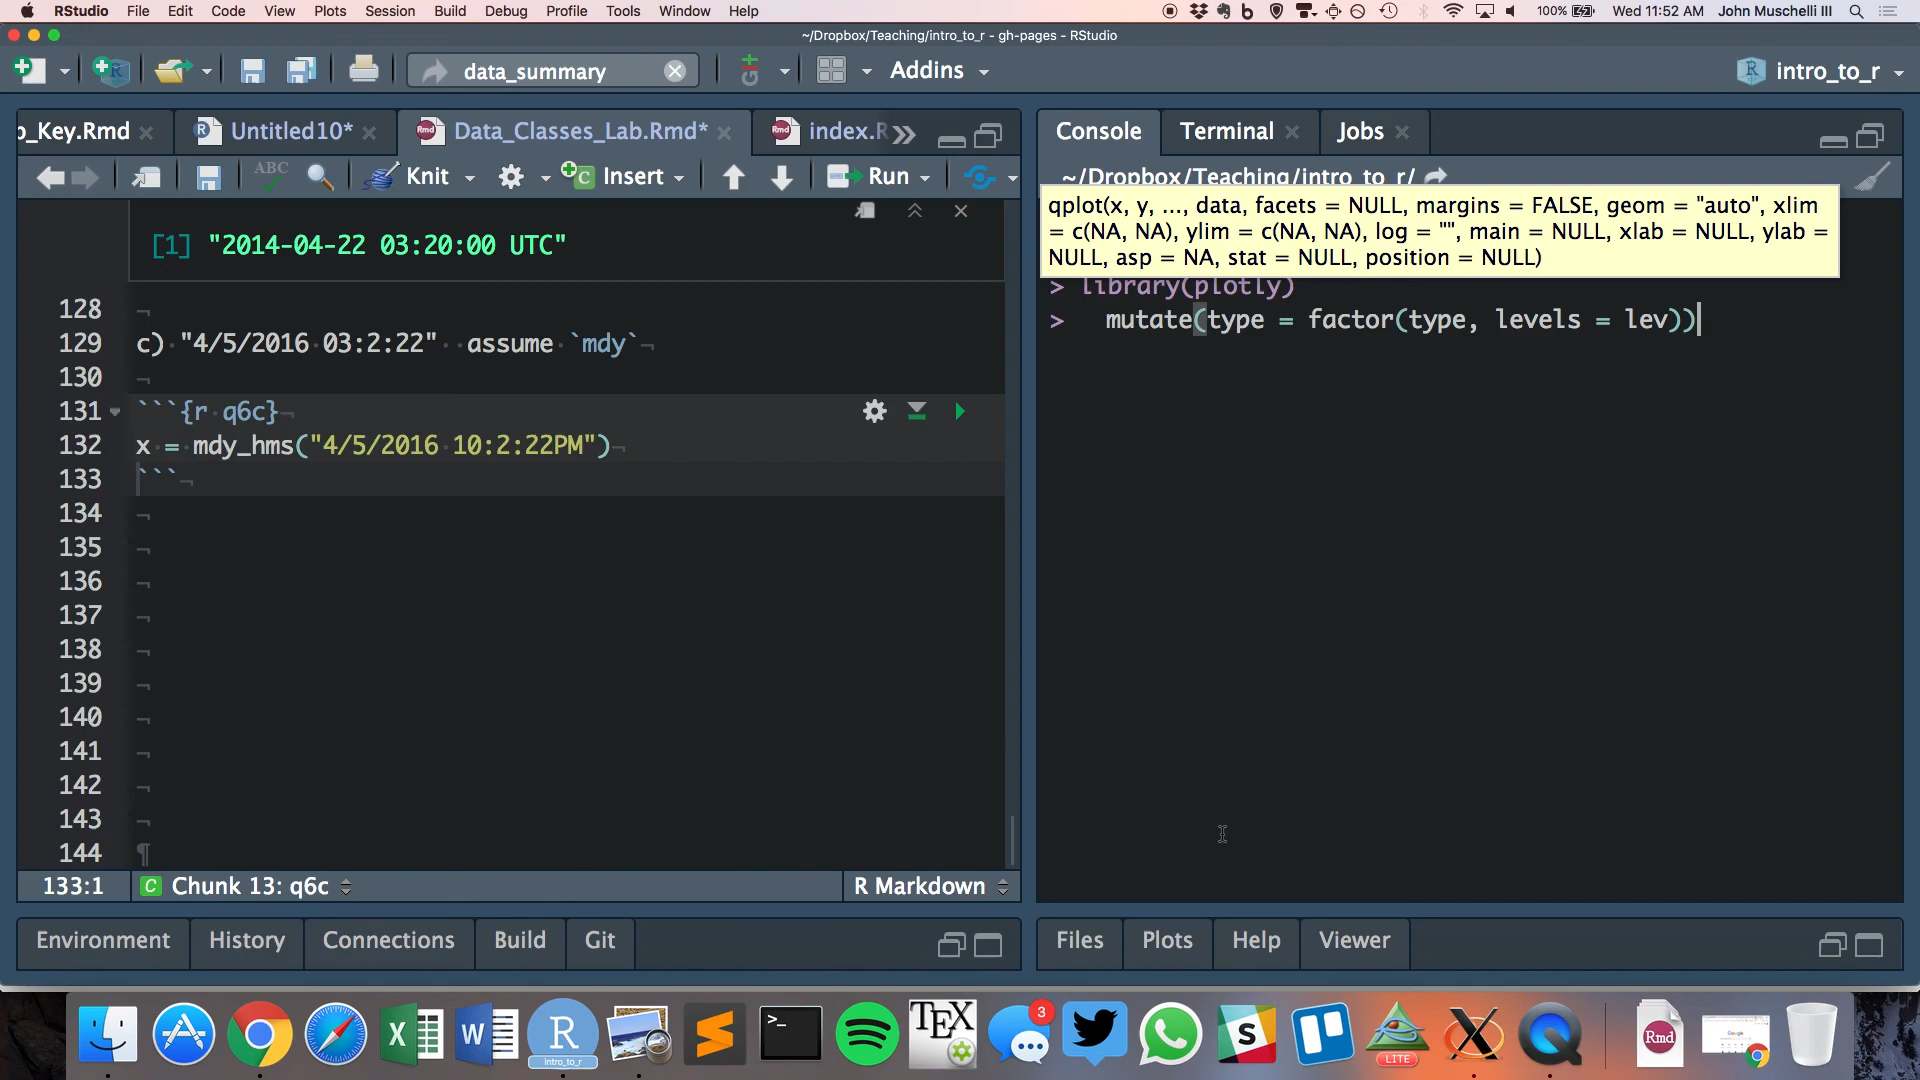 RStudio File Edit Code View Plots Session Build Debug Profile Tools Window Help 100% Wed 11:52 AM John Muschelli III
~/Dropbox/Teaching/intro_to_r - gh-pages - RStudio
data_summary Addins intro_to_r
_Key.Rmd Untitled10* Data_Classes_Lab.Rmd* index.R
ABC Knit Insert Run
[1] "2014-04-22 03:20:00 UTC"
128
129 c) "4/5/2016 03:2:22" assume `mdy`
130
131 ```{r q6c}
132 x = mdy_hms("4/5/2016 10:2:22PM")
133 ```
134
135
136
137
138
139
140
141
142
143
144
133:1 C Chunk 13: q6c R Markdown
Console Terminal Jobs
~/Dropbox/Teaching/intro_to_r/
qplot(x, y, ..., data, facets = NULL, margins = FALSE, geom = "auto", xlim
= c(NA, NA), ylim = c(NA, NA), log = "", main = NULL, xlab = NULL, ylab =
NULL, asp = NA, stat = NULL, position = NULL)
> library(plotly)
> mutate(type = factor(type, levels = lev))
Environment History Connections Build Git
Files Plots Help Viewer
intro_to_r
TEX
3
LITE
Rmd